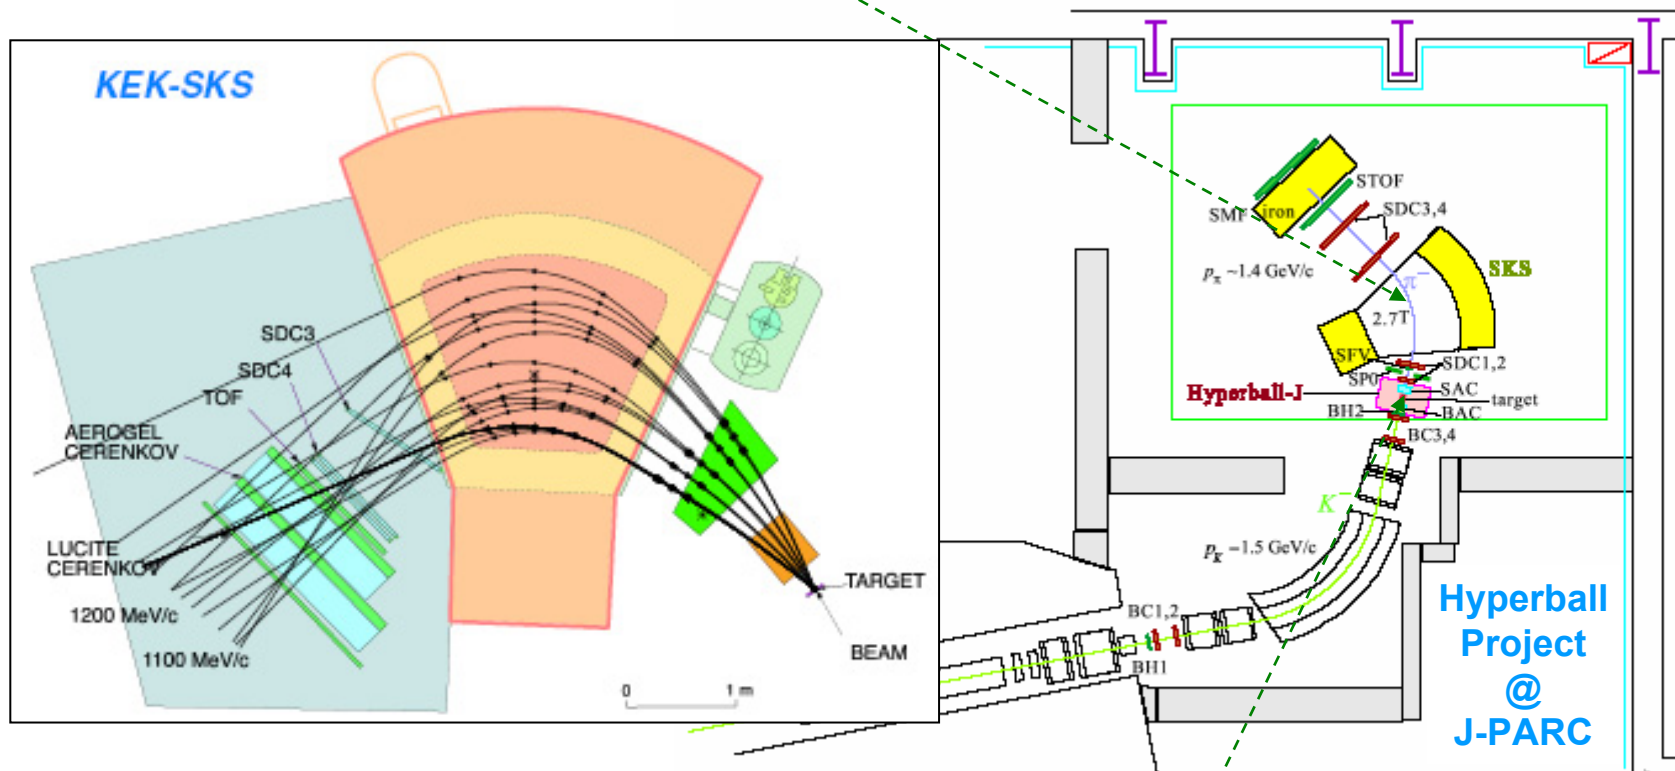 KEK-SKS
SDC3
SDC4
TOF
AEROGEL
CERENKOV
LUCITE
CERENKOV
1200 MeV/c
1100 MeV/c
TARGET
BEAM
0 1 m
STOF
SMF iron
SDC3,4
pπ ~1.4 GeV/c
π⁻
SKS
2.7T
SFV
SDC1,2
SP0
SAC
Hyperball-J
target
BH2
BAC
BC3,4
K⁻
pK ~1.5 GeV/c
BC1,2
BH1
Hyperball
Project
@
J-PARC